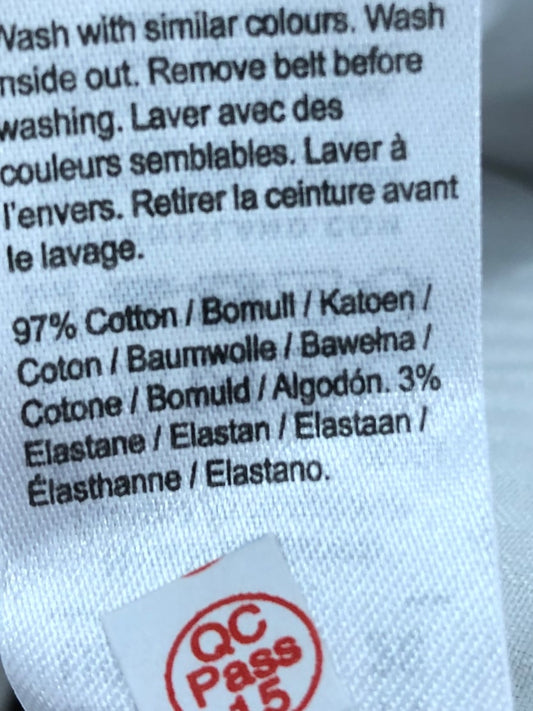 Wash with similar colours. Wash
inside out. Remove belt before
washing. Laver avec des
couleurs semblables. Laver à
l'envers. Retirer la ceinture avant
le lavage.
97% Cotton / Bomull / Katoen /
Coton / Baumwolle / Bawełna /
Cotone / Bomuld / Algodón. 3%
Elastane / Elastan / Elastaan /
Élasthanne / Elastano.
QC
Pass
15